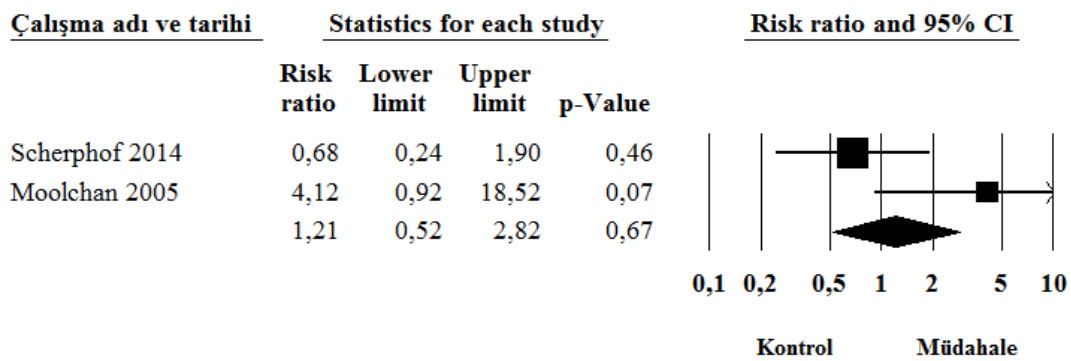 Çalışma adı ve tarihi Statistics for each study Risk ratio and 95% CI
Risk ratio Lower limit Upper limit p-Value
Scherphof 2014 0,68 0,24 1,90 0,46
Moolchan 2005 4,12 0,92 18,52 0,07
1,21 0,52 2,82 0,67
0,1 0,2 0,5 1 2 5 10
Kontrol Müdahale